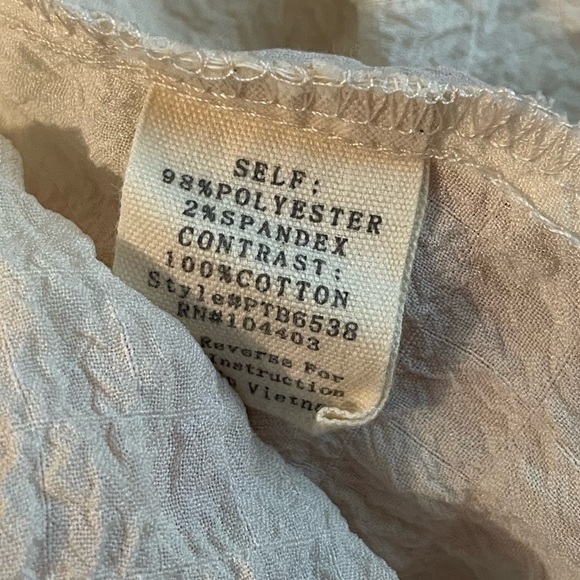 SELF:
98%POLYESTER
2%SPANDEX
CONTRAST:
100%COTTON
Style#PTB6538
RN#104403
Reverse For
Instruction